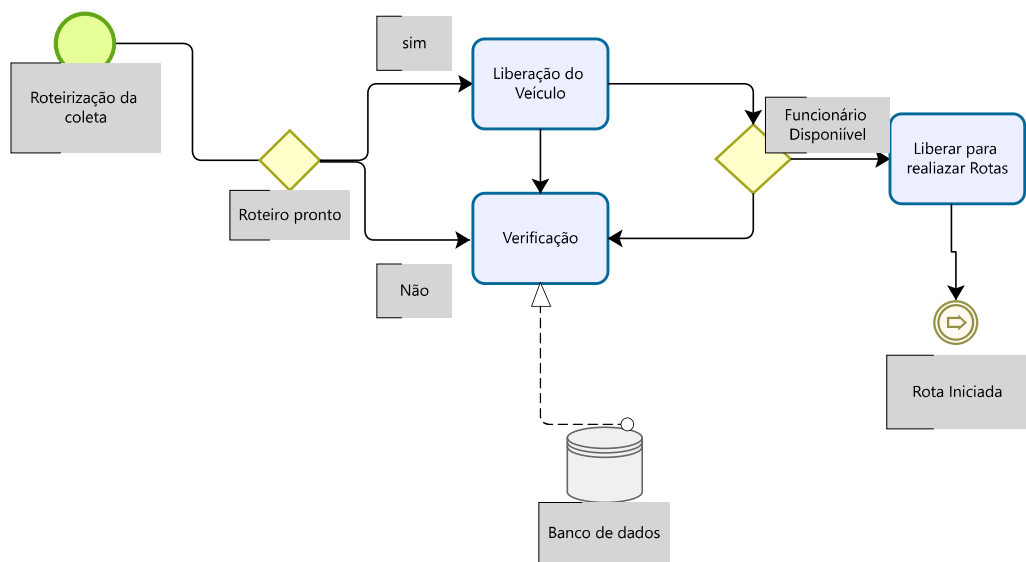 sim
Roteirização da
coleta
Liberação do
Veículo
Funcionário
Disponiível
Liberar para
realiazar Rotas
Roteiro pronto
Verificação
Não
Rota Iniciada
Banco de dados